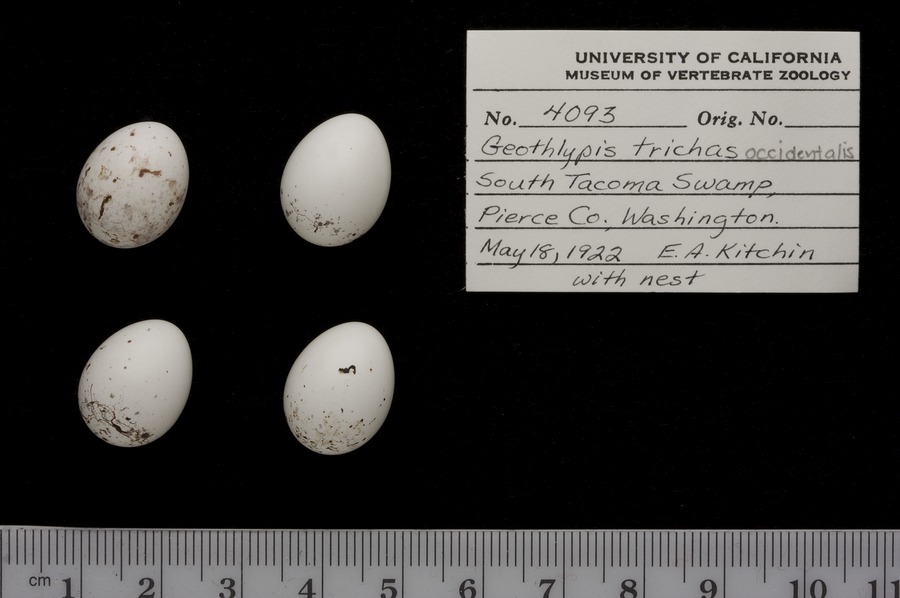 UNIVERSITY OF CALIFORNIA
MUSEUM OF VERTEBRATE ZOOLOGY
No. 4093 Orig. No.
Geothlypis trichas occidentalis
South Tacoma Swamp,
Pierce Co., Washington.
May 18, 1922 E. A. Kitchin
with nest
cm 1 2 3 4 5 6 7 8 9 10 11